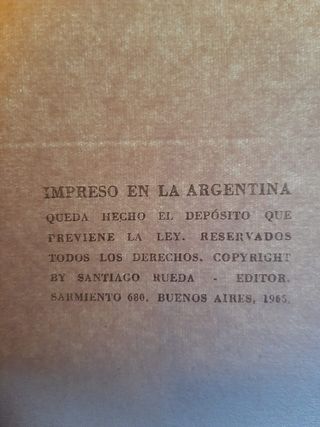 IMPRESO EN LA ARGENTINA
QUEDA HECHO EL DEPÓSITO QUE
PREVIENE LA LEY. RESERVADOS
TODOS LOS DERECHOS. COPYRIGHT
BY SANTIAGO RUEDA - EDITOR.
SARMIENTO 680. BUENOS AIRES, 1965.